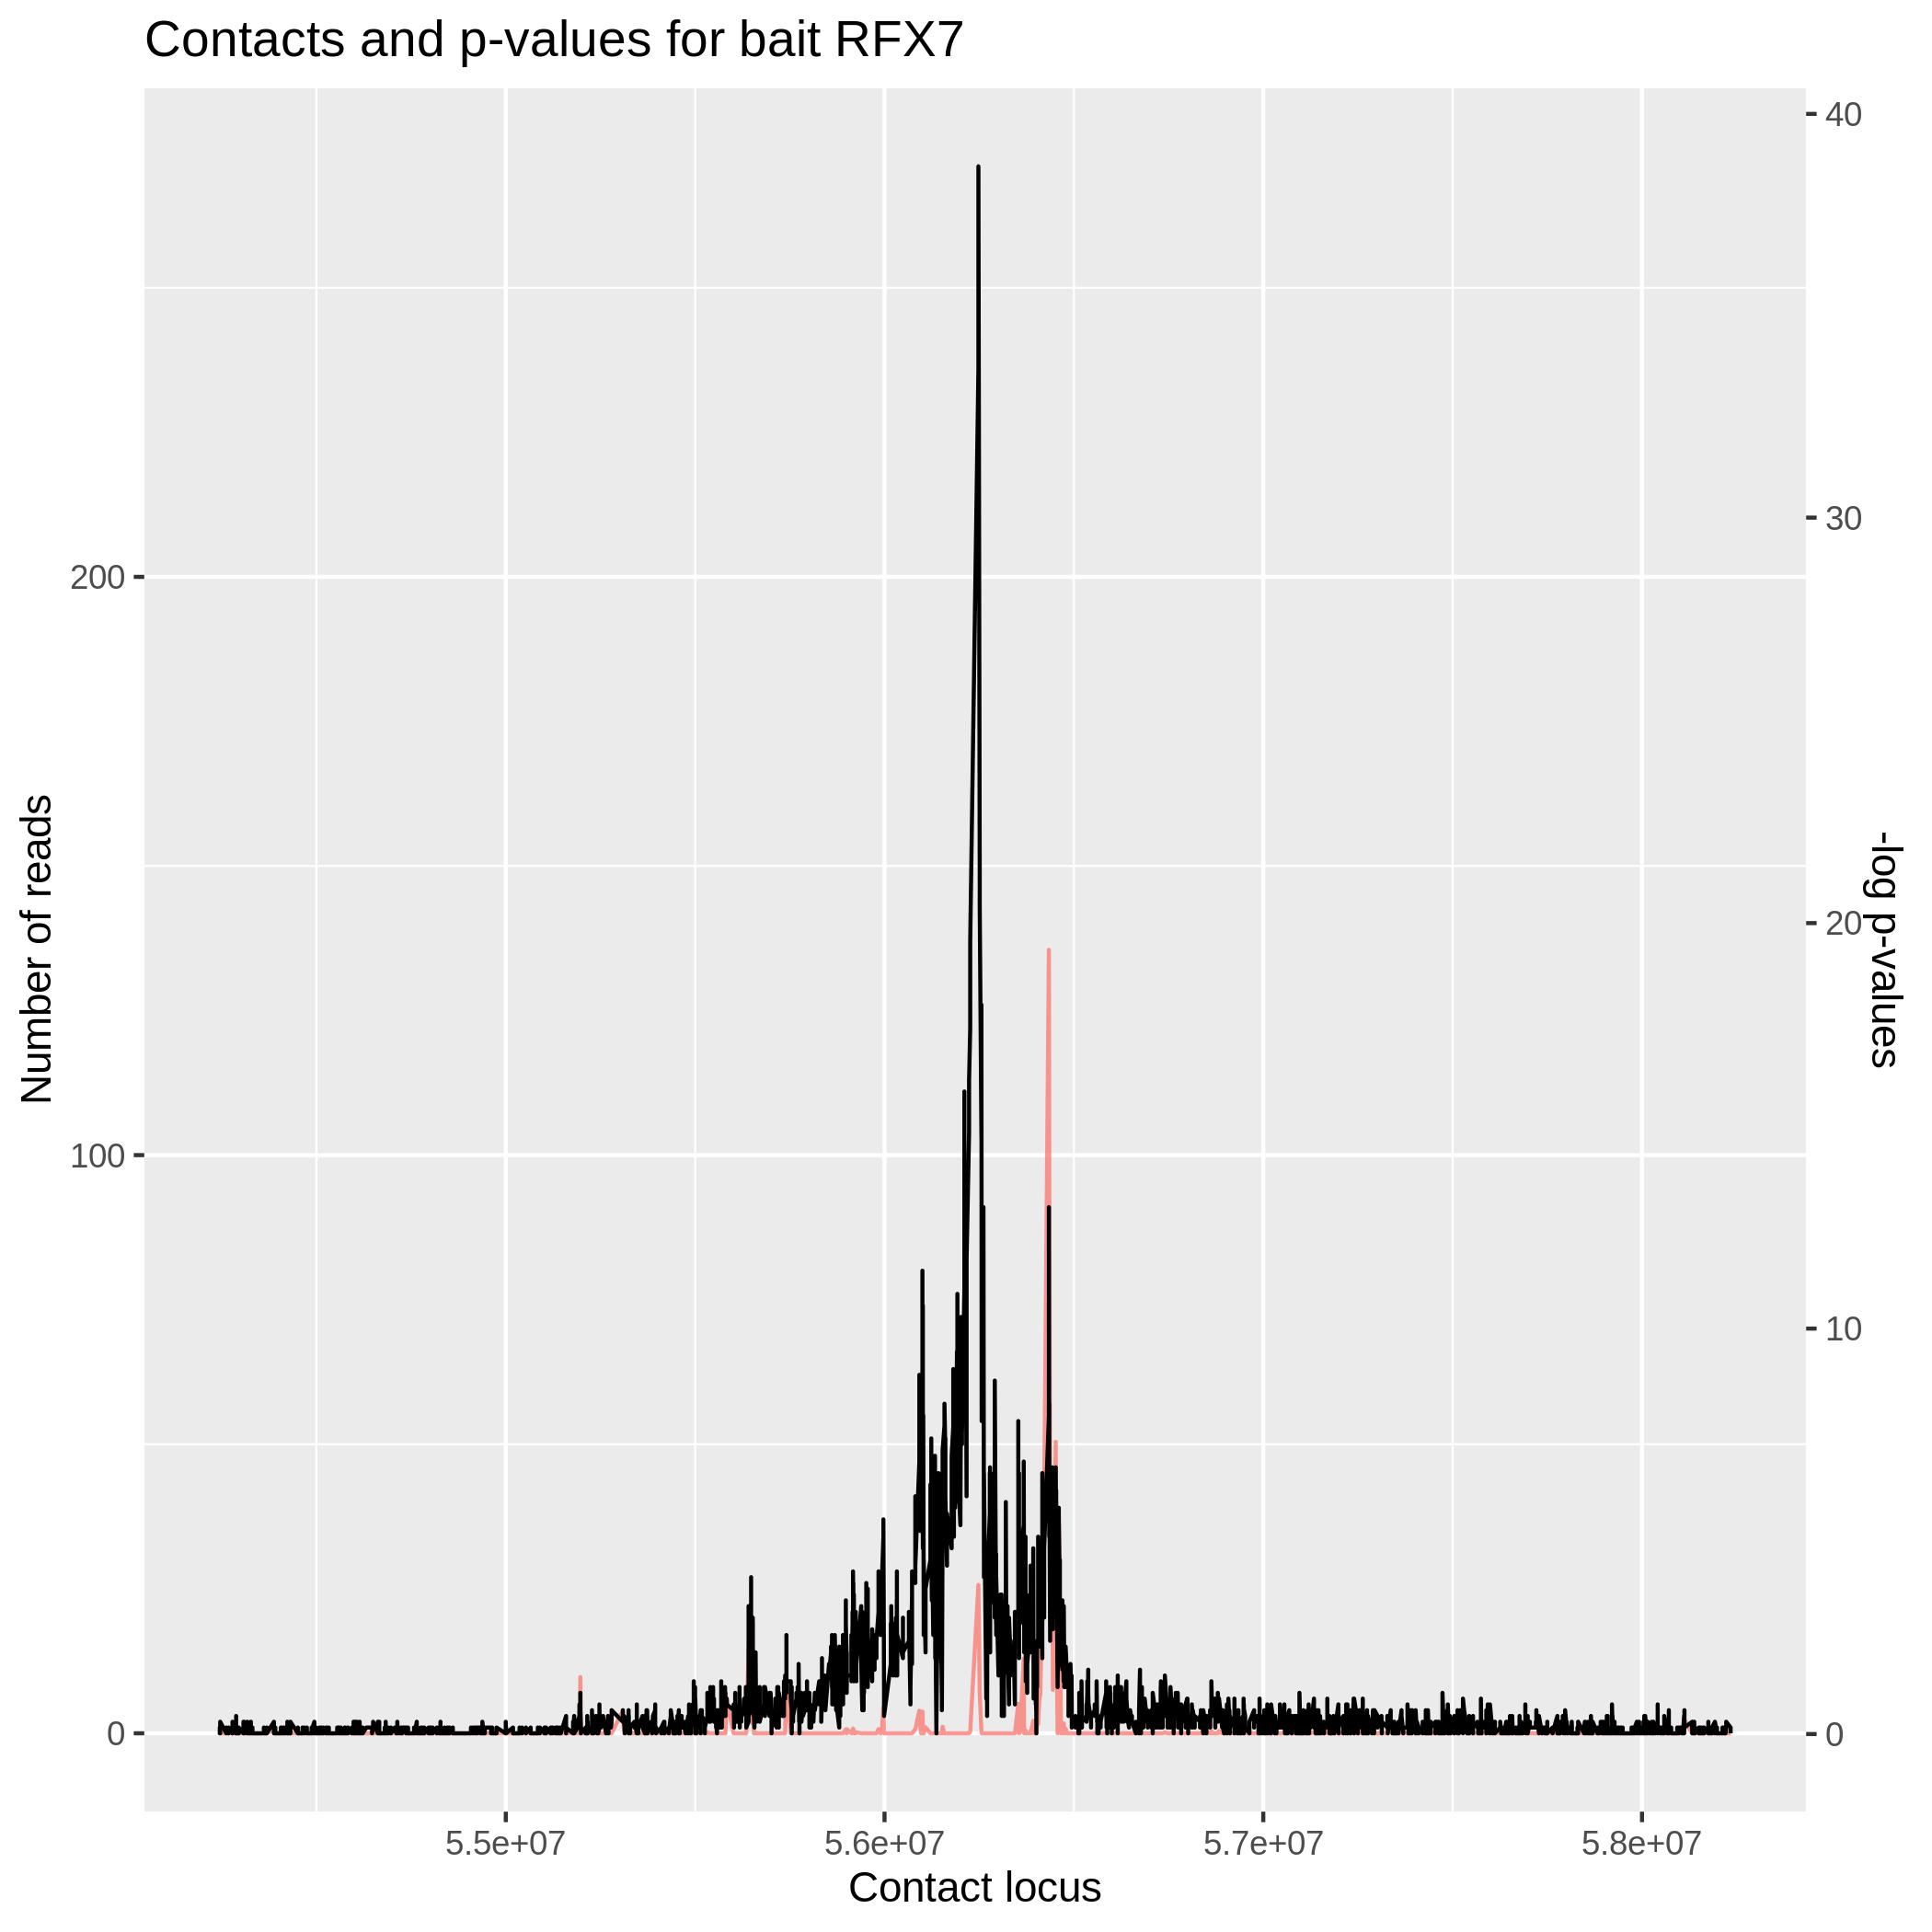 Contacts and p-values for bait RFX7
Number of reads
200
100
0
40
30
20
10
0
-log p-values
5.5e+07
5.6e+07
5.7e+07
5.8e+07
Contact locus